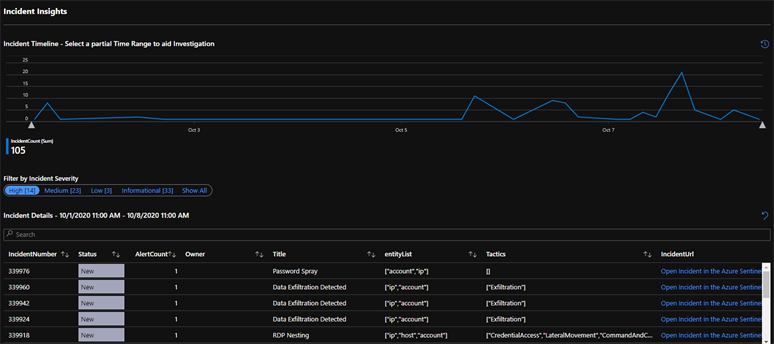 Incident Insights
Incident Timeline - Select a partial Time Range to aid Investigation
25
20
15
10
5
0
Oct 3 Oct 5 Oct 7
IncidentCount (Sum)
105
Filter by Incident Severity
High [14] Medium [23] Low [3] Informational [33] Show All
Incident Details - 10/1/2020 11:00 AM - 10/8/2020 11:00 AM
Search
IncidentNumber Status AlertCount Owner Title entityList Tactics IncidentUrl
339976 New 1 Password Spray ["account","ip"] [] Open Incident in the Azure Sentinel
339960 New 1 Data Exfiltration Detected ["ip","account"] ["Exfiltration"] Open Incident in the Azure Sentinel
339942 New 1 Data Exfiltration Detected ["ip","account"] ["Exfiltration"] Open Incident in the Azure Sentinel
339924 New 1 Data Exfiltration Detected ["ip","account"] ["Exfiltration"] Open Incident in the Azure Sentinel
339918 New 1 RDP Nesting ["ip","host","account"] ["CredentialAccess","LateralMovement","CommandAndC... Open Incident in the Azure Sentinel